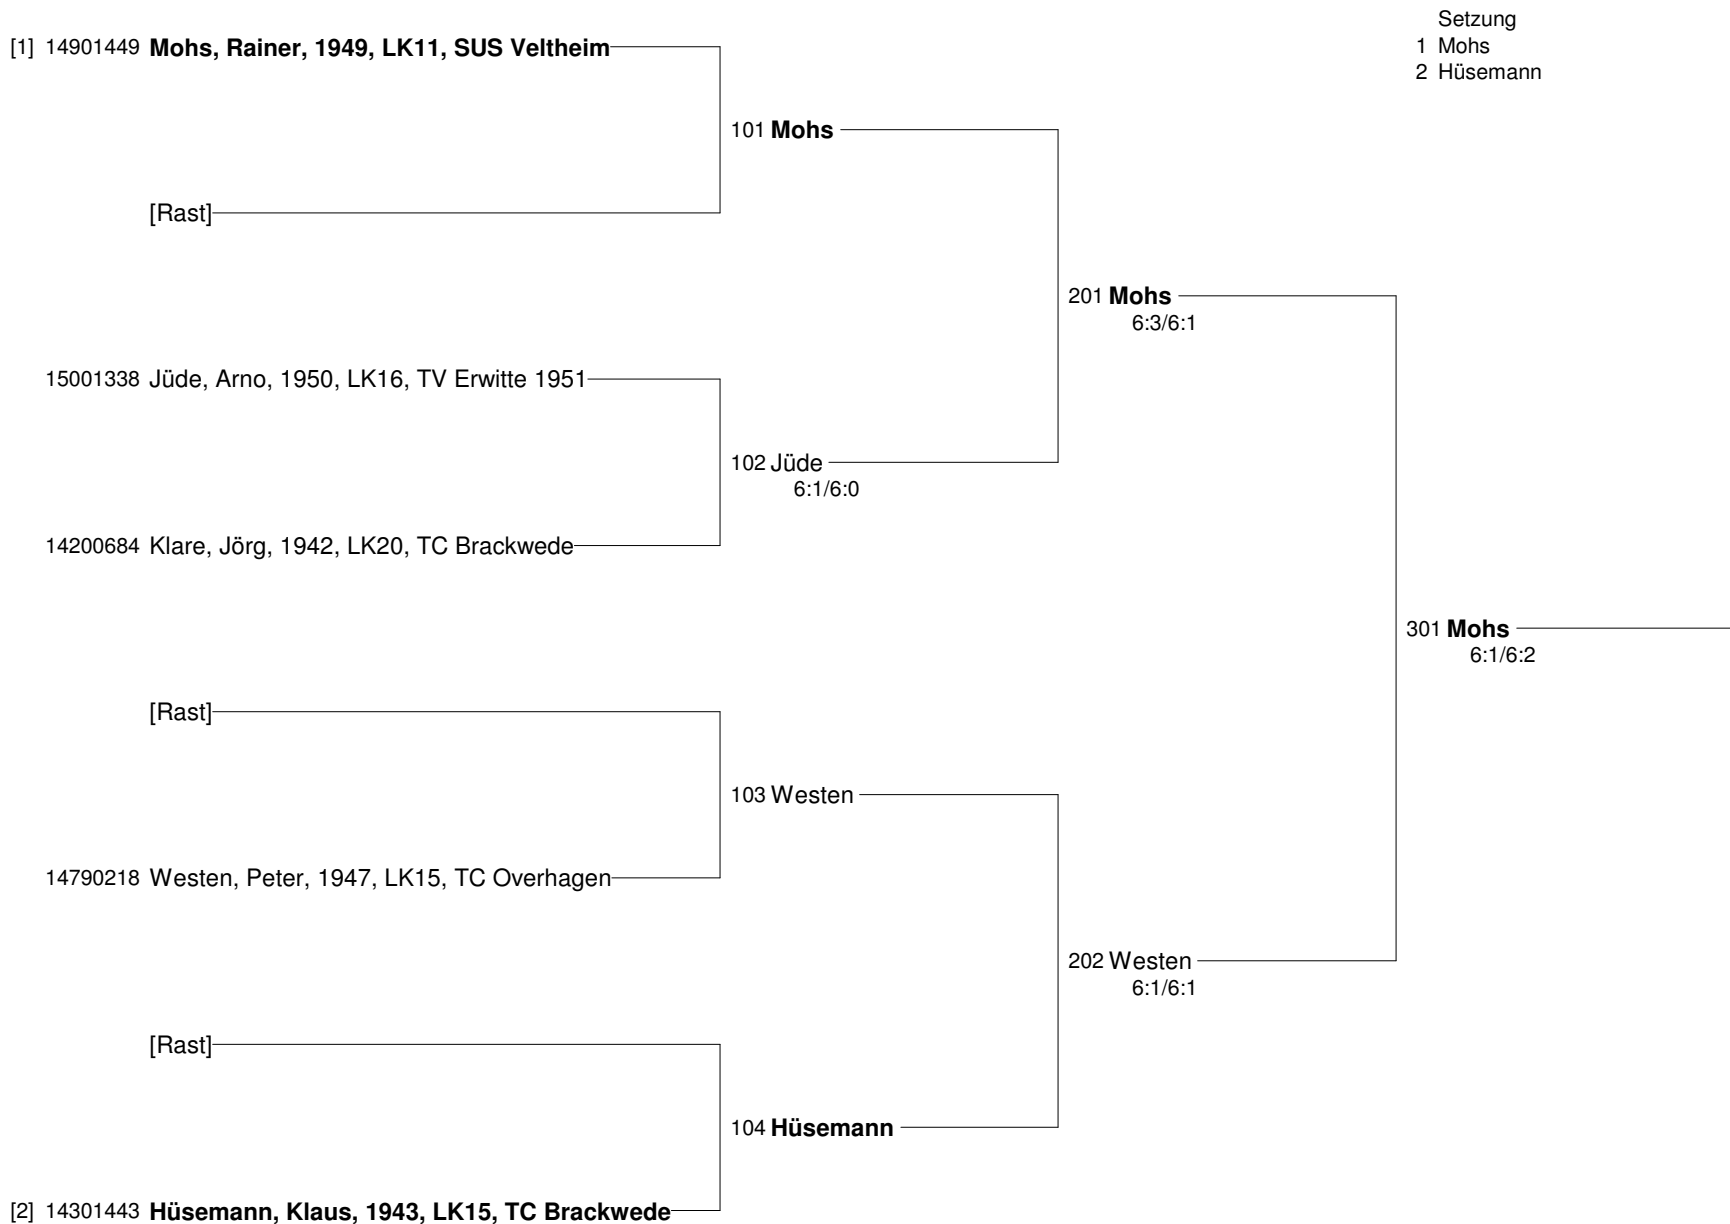 Setzung
1 Mohs
2 Hüsemann
[1] 14901449 Mohs, Rainer, 1949, LK11, SUS Veltheim
101 Mohs
[Rast]
201 Mohs
6:3/6:1
15001338 Jüde, Arno, 1950, LK16, TV Erwitte 1951
102 Jüde
6:1/6:0
14200684 Klare, Jörg, 1942, LK20, TC Brackwede
301 Mohs
6:1/6:2
[Rast]
103 Westen
14790218 Westen, Peter, 1947, LK15, TC Overhagen
202 Westen
6:1/6:1
[Rast]
104 Hüsemann
[2] 14301443 Hüsemann, Klaus, 1943, LK15, TC Brackwede